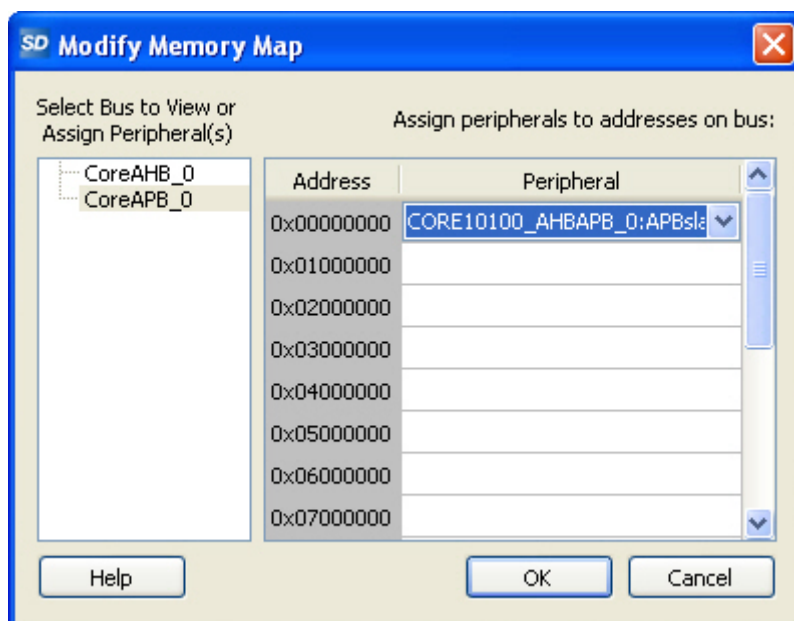 SD Modify Memory Map
Select Bus to View or
Assign Peripheral(s)
Assign peripherals to addresses on bus:
CoreAHB_0
CoreAPB_0
Address Peripheral
0x00000000 CORE10100_AHBAPB_0:APBsla
0x01000000
0x02000000
0x03000000
0x04000000
0x05000000
0x06000000
0x07000000
Help OK Cancel